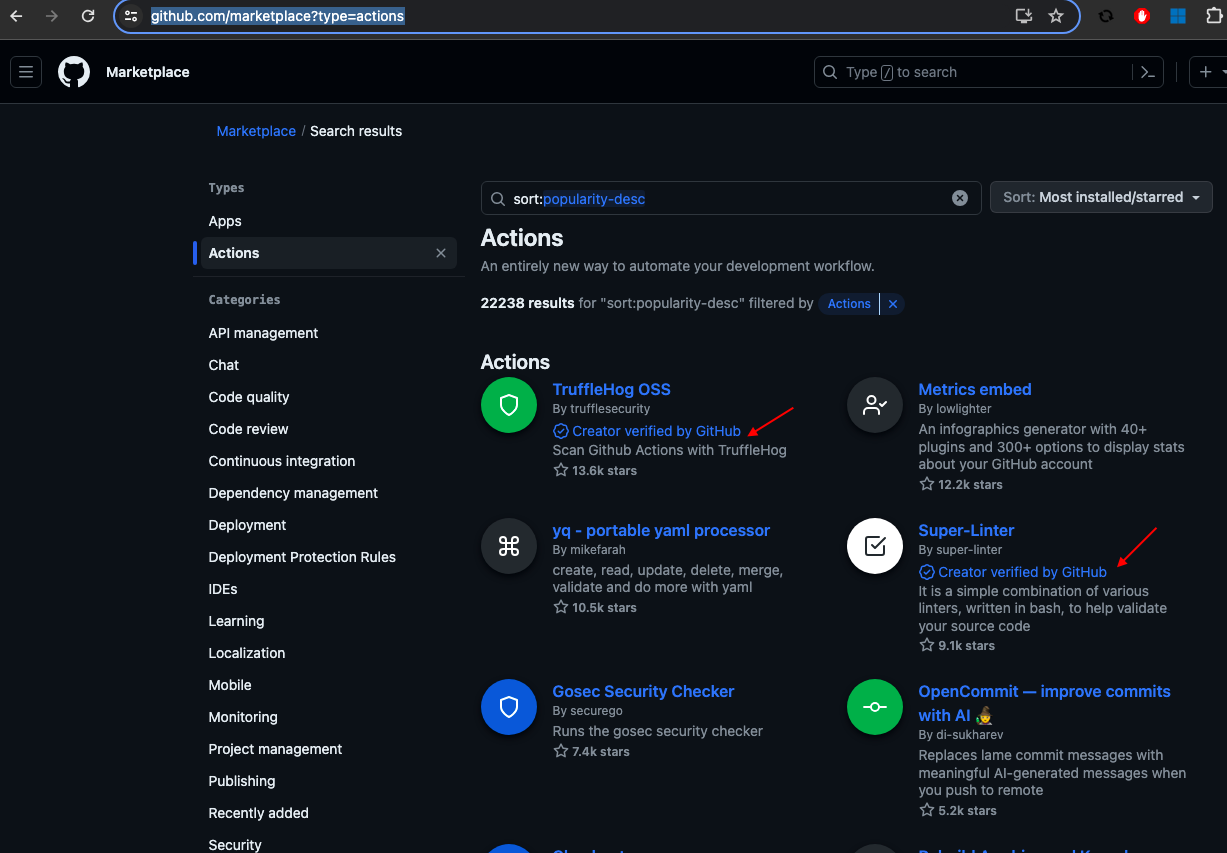 github.com/marketplace?type=actions
Marketplace
Type / to search
Marketplace / Search results
Types
Apps
Actions
Categories
API management
Chat
Code quality
Code review
Continuous integration
Dependency management
Deployment
Deployment Protection Rules
IDEs
Learning
Localization
Mobile
Monitoring
Project management
Publishing
Recently added
Security
sort:popularity-desc
Sort: Most installed/starred
Actions
An entirely new way to automate your development workflow.
22238 results for "sort:popularity-desc" filtered by Actions
Actions
TruffleHog OSS
By trufflesecurity
Creator verified by GitHub
Scan Github Actions with TruffleHog
13.6k stars
Metrics embed
By lowlighter
An infographics generator with 40+
plugins and 300+ options to display stats
about your GitHub account
12.2k stars
yq - portable yaml processor
By mikefarah
create, read, update, delete, merge,
validate and do more with yaml
10.5k stars
Super-Linter
By super-linter
Creator verified by GitHub
It is a simple combination of various
linters, written in bash, to help validate
your source code
9.1k stars
Gosec Security Checker
By securego
Runs the gosec security checker
7.4k stars
OpenCommit — improve commits
with AI 🧙‍♂️
By di-sukharev
Replaces lame commit messages with
meaningful AI-generated messages when
you push to remote
5.2k stars